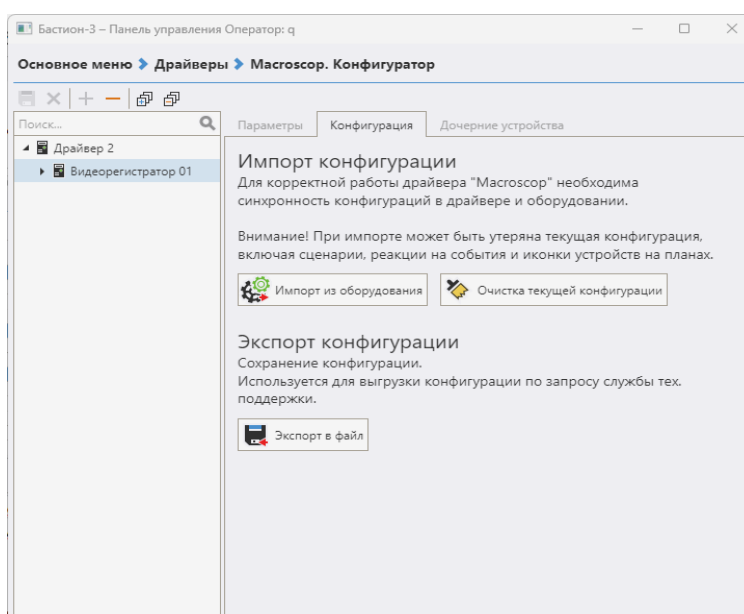 Бастион-3 – Панель управления Оператор: q
Основное меню Драйверы Macroscop. Конфигуратор
Поиск...
Параметры Конфигурация Дочерние устройства
Драйвер 2
Видеорегистратор 01
Импорт конфигурации
Для корректной работы драйвера "Macroscop" необходима
синхронность конфигураций в драйвере и оборудовании.
Внимание! При импорте может быть утеряна текущая конфигурация,
включая сценарии, реакции на события и иконки устройств на планах.
Импорт из оборудования Очистка текущей конфигурации
Экспорт конфигурации
Сохранение конфигурации.
Используется для выгрузки конфигурации по запросу службы тех.
поддержки.
Экспорт в файл